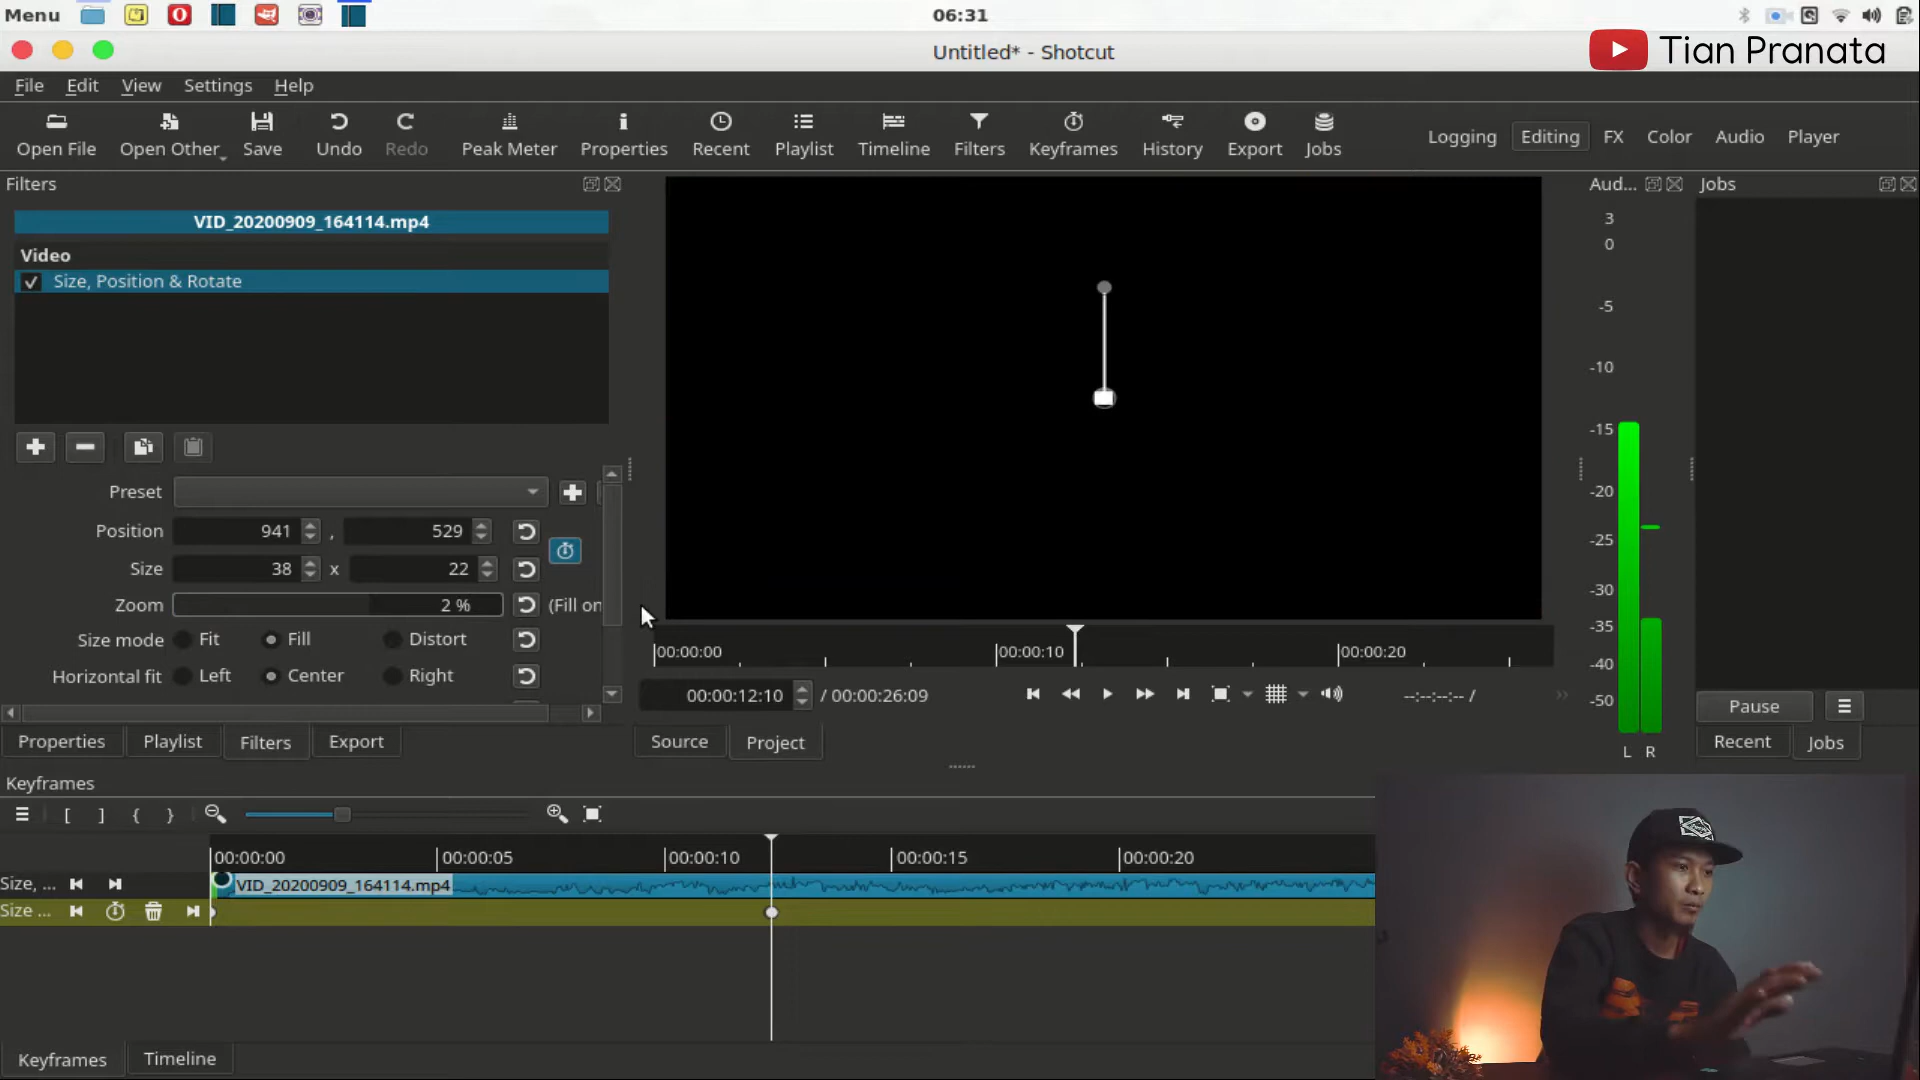 Menu
06:31
Untitled* - Shotcut
Tian Pranata
File Edit View Settings Help
Open File Open Other Save Undo Redo Peak Meter Properties Recent Playlist Timeline Filters Keyframes History Export Jobs
Logging Editing FX Color Audio Player
Filters
Aud...
Jobs
VID_20200909_164114.mp4
Video
Size, Position & Rotate
3
0
-5
-10
-15
-20
-25
-30
-35
-40
-50
L R
Preset
Position 941 , 529
Size 38 x 22
Zoom 2 % (Fill on
Size mode Fit Fill Distort
Horizontal fit Left Center Right
00:00:00 00:00:10 00:00:20
00:00:12:10 / 00:00:26:09
--:--:--:-- /
Pause
Properties Playlist Filters Export
Source Project
Recent Jobs
Keyframes
[ ] { }
00:00:00 00:00:05 00:00:10 00:00:15 00:00:20
Size, ...
VID_20200909_164114.mp4
Size ...
Keyframes Timeline